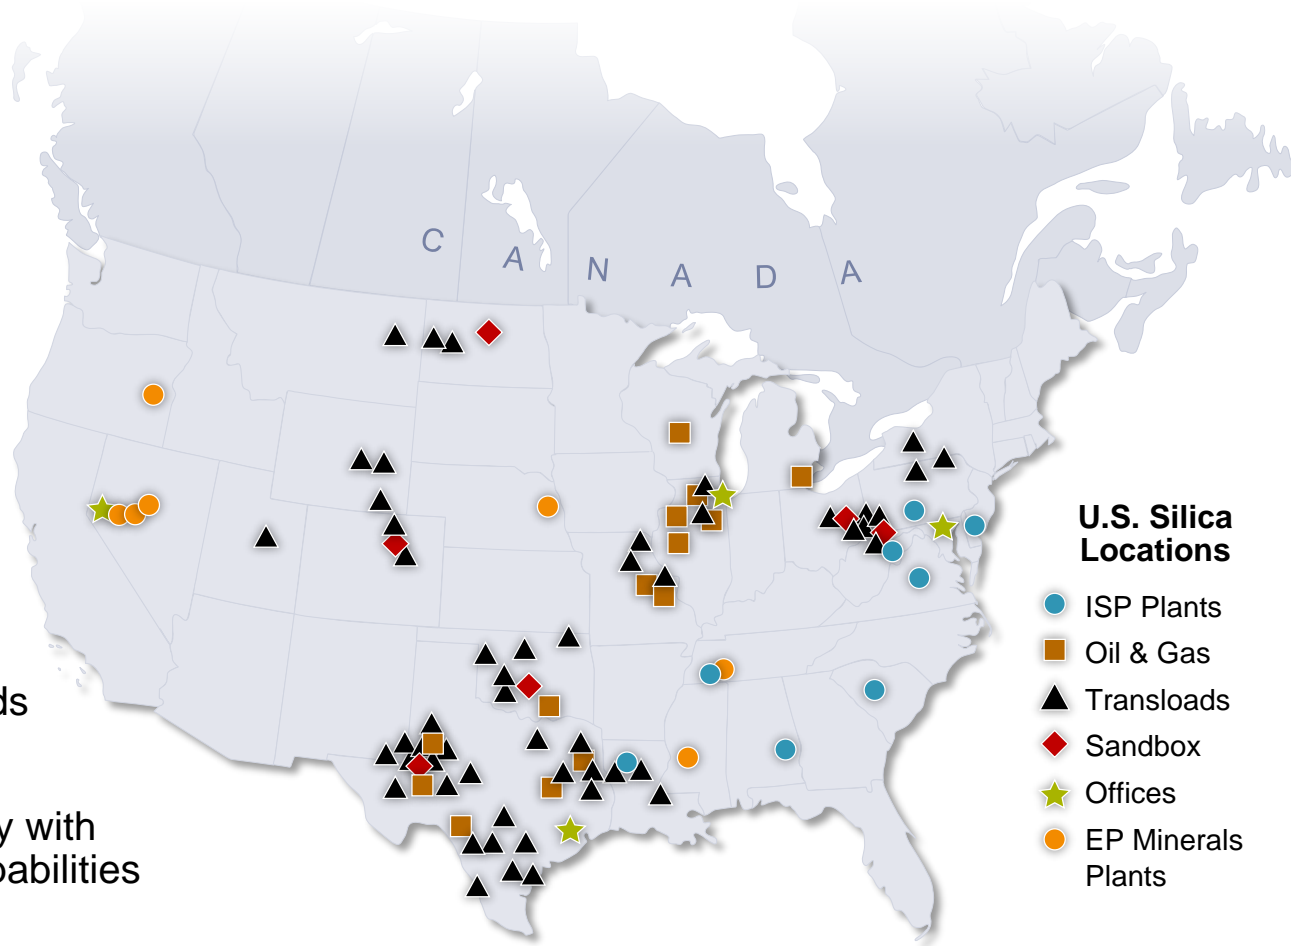 C A N A D A
U.S. Silica
Locations
ISP Plants
Oil & Gas
Transloads
Sandbox
Offices
EP Minerals
Plants
ds
y with
pabilities